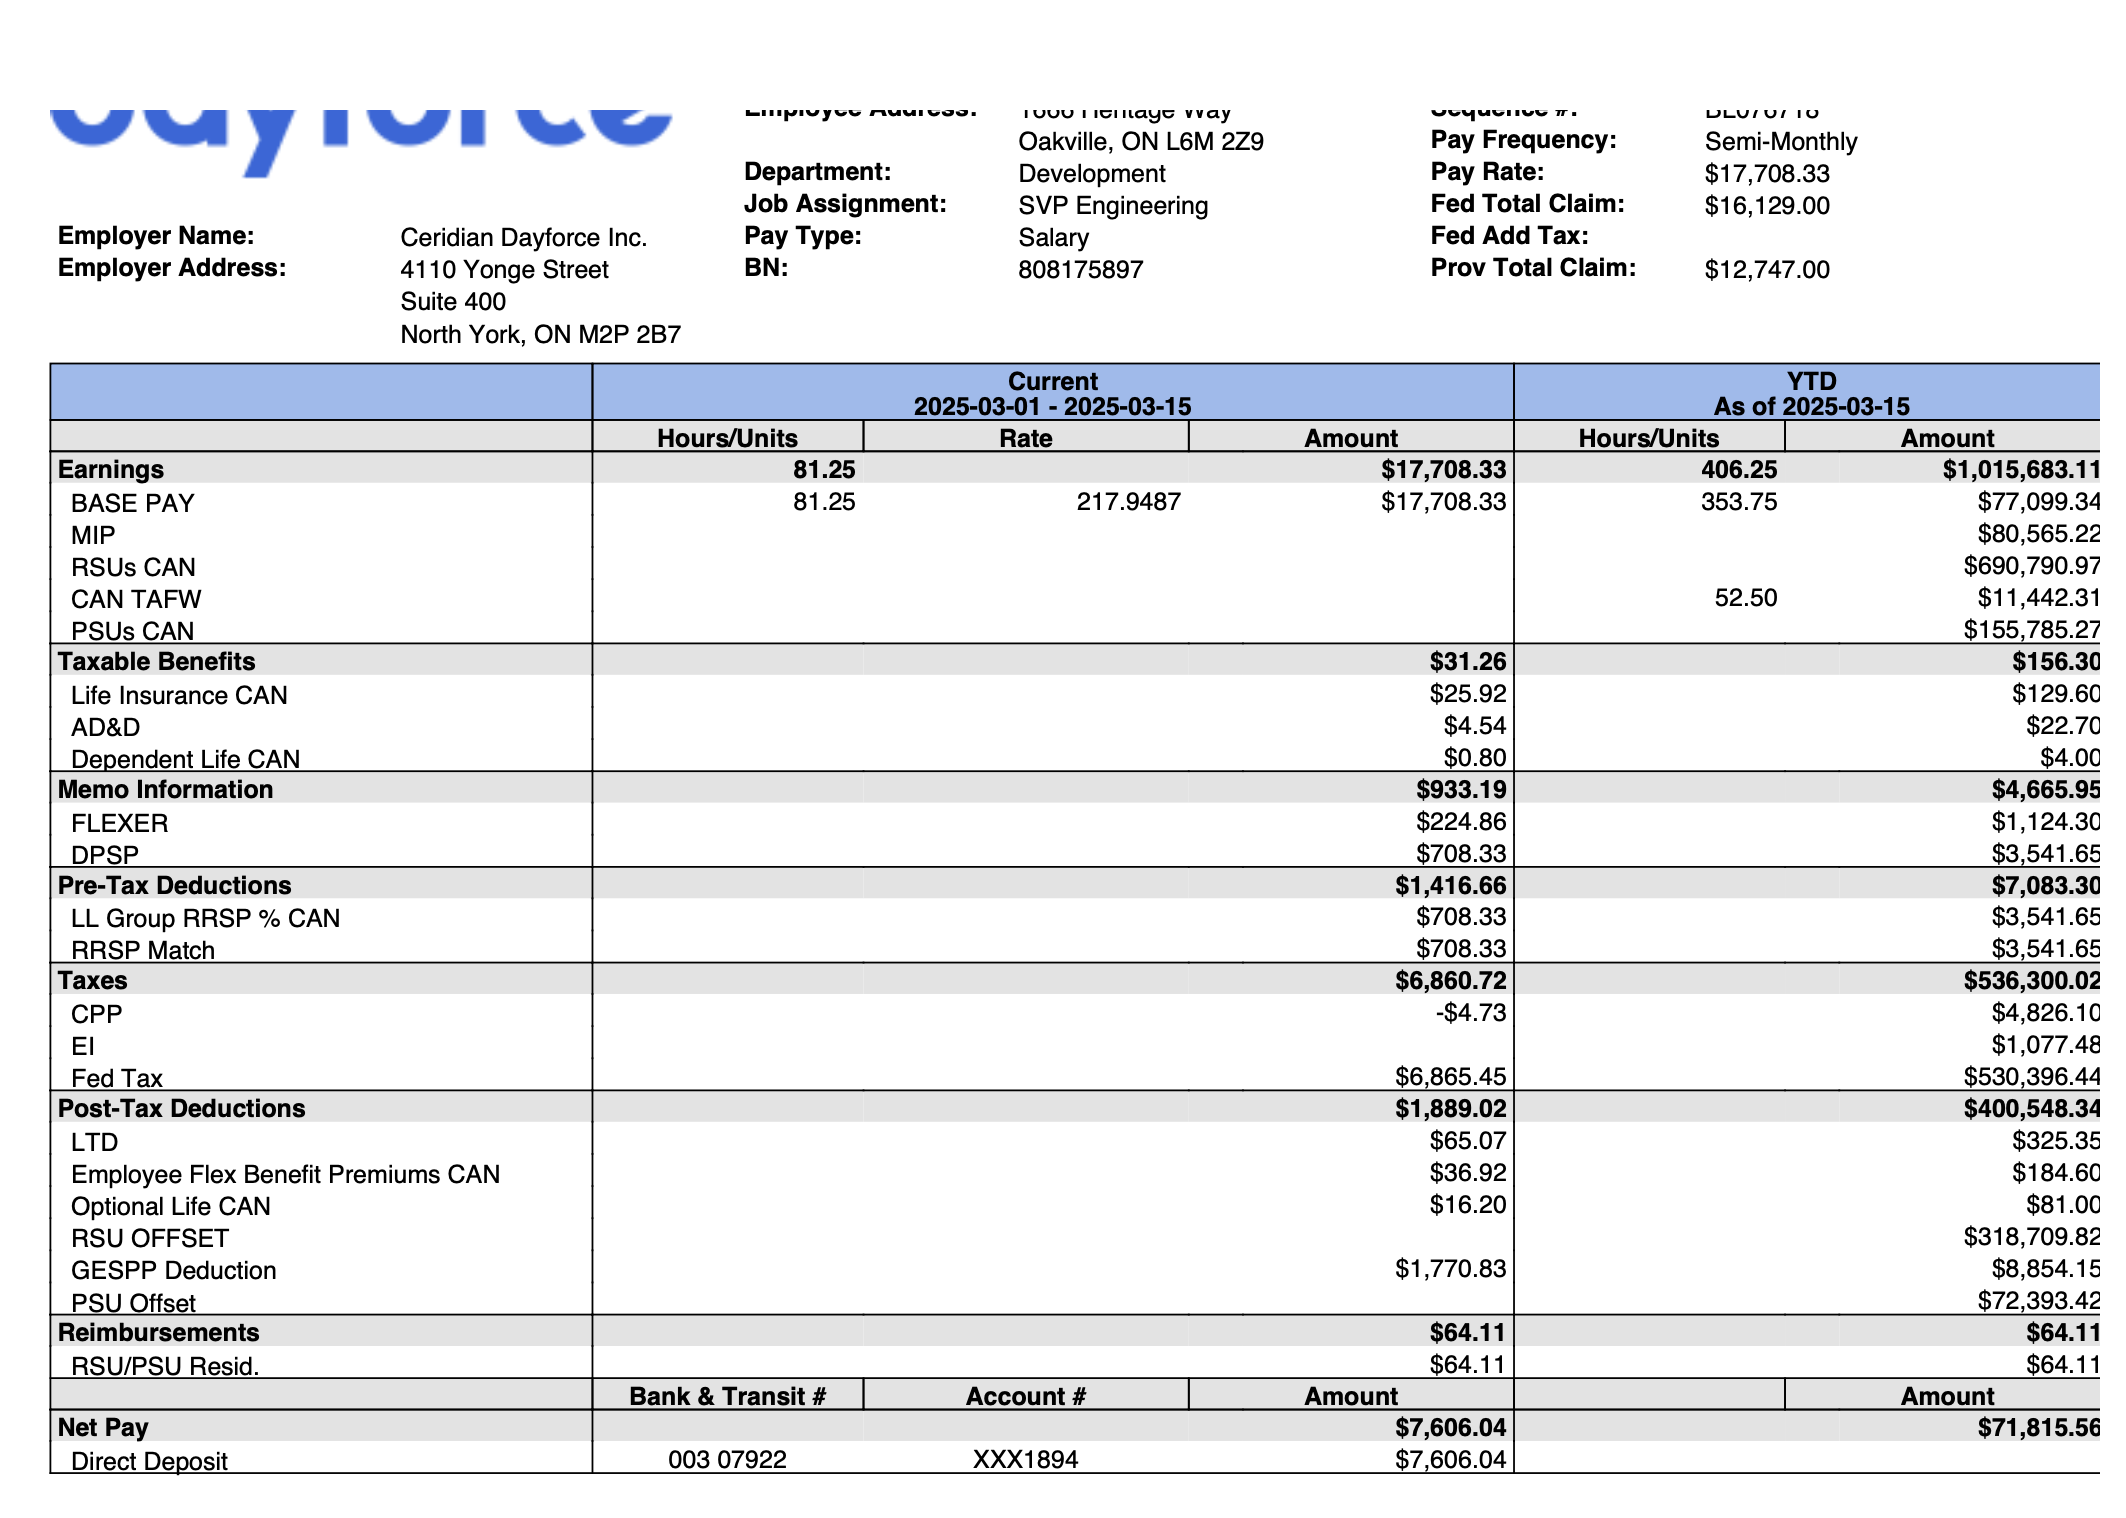 dayforce
Employee Address:
Heritage Way
Sequence #:
Oakville, ON L6M 2Z9
Pay Frequency: Semi-Monthly
Department: Development
Pay Rate: $17,708.33
Job Assignment: SVP Engineering
Fed Total Claim: $16,129.00
Employer Name: Ceridian Dayforce Inc.
Pay Type: Salary
Fed Add Tax:
Employer Address: 4110 Yonge Street
BN: 808175897
Prov Total Claim: $12,747.00
Suite 400
North York, ON M2P 2B7
Current YTD
2025-03-01 - 2025-03-15 As of 2025-03-15
Hours/Units Rate Amount Hours/Units Amount
Earnings 81.25 $17,708.33 406.25 $1,015,683.11
BASE PAY 81.25 217.9487 $17,708.33 353.75 $77,099.34
MIP $80,565.22
RSUs CAN $690,790.97
CAN TAFW 52.50 $11,442.31
PSUs CAN $155,785.27
Taxable Benefits $31.26 $156.30
Life Insurance CAN $25.92 $129.60
AD&D $4.54 $22.70
Dependent Life CAN $0.80 $4.00
Memo Information $933.19 $4,665.95
FLEXER $224.86 $1,124.30
DPSP $708.33 $3,541.65
Pre-Tax Deductions $1,416.66 $7,083.30
LL Group RRSP % CAN $708.33 $3,541.65
RRSP Match $708.33 $3,541.65
Taxes $6,860.72 $536,300.02
CPP -$4.73 $4,826.10
EI $1,077.48
Fed Tax $6,865.45 $530,396.44
Post-Tax Deductions $1,889.02 $400,548.34
LTD $65.07 $325.35
Employee Flex Benefit Premiums CAN $36.92 $184.60
Optional Life CAN $16.20 $81.00
RSU OFFSET $318,709.82
GESPP Deduction $1,770.83 $8,854.15
PSU Offset $72,393.42
Reimbursements $64.11 $64.11
RSU/PSU Resid. $64.11 $64.11
Bank & Transit # Account # Amount Amount
Net Pay $7,606.04 $71,815.56
Direct Deposit 003 07922 XXX1894 $7,606.04